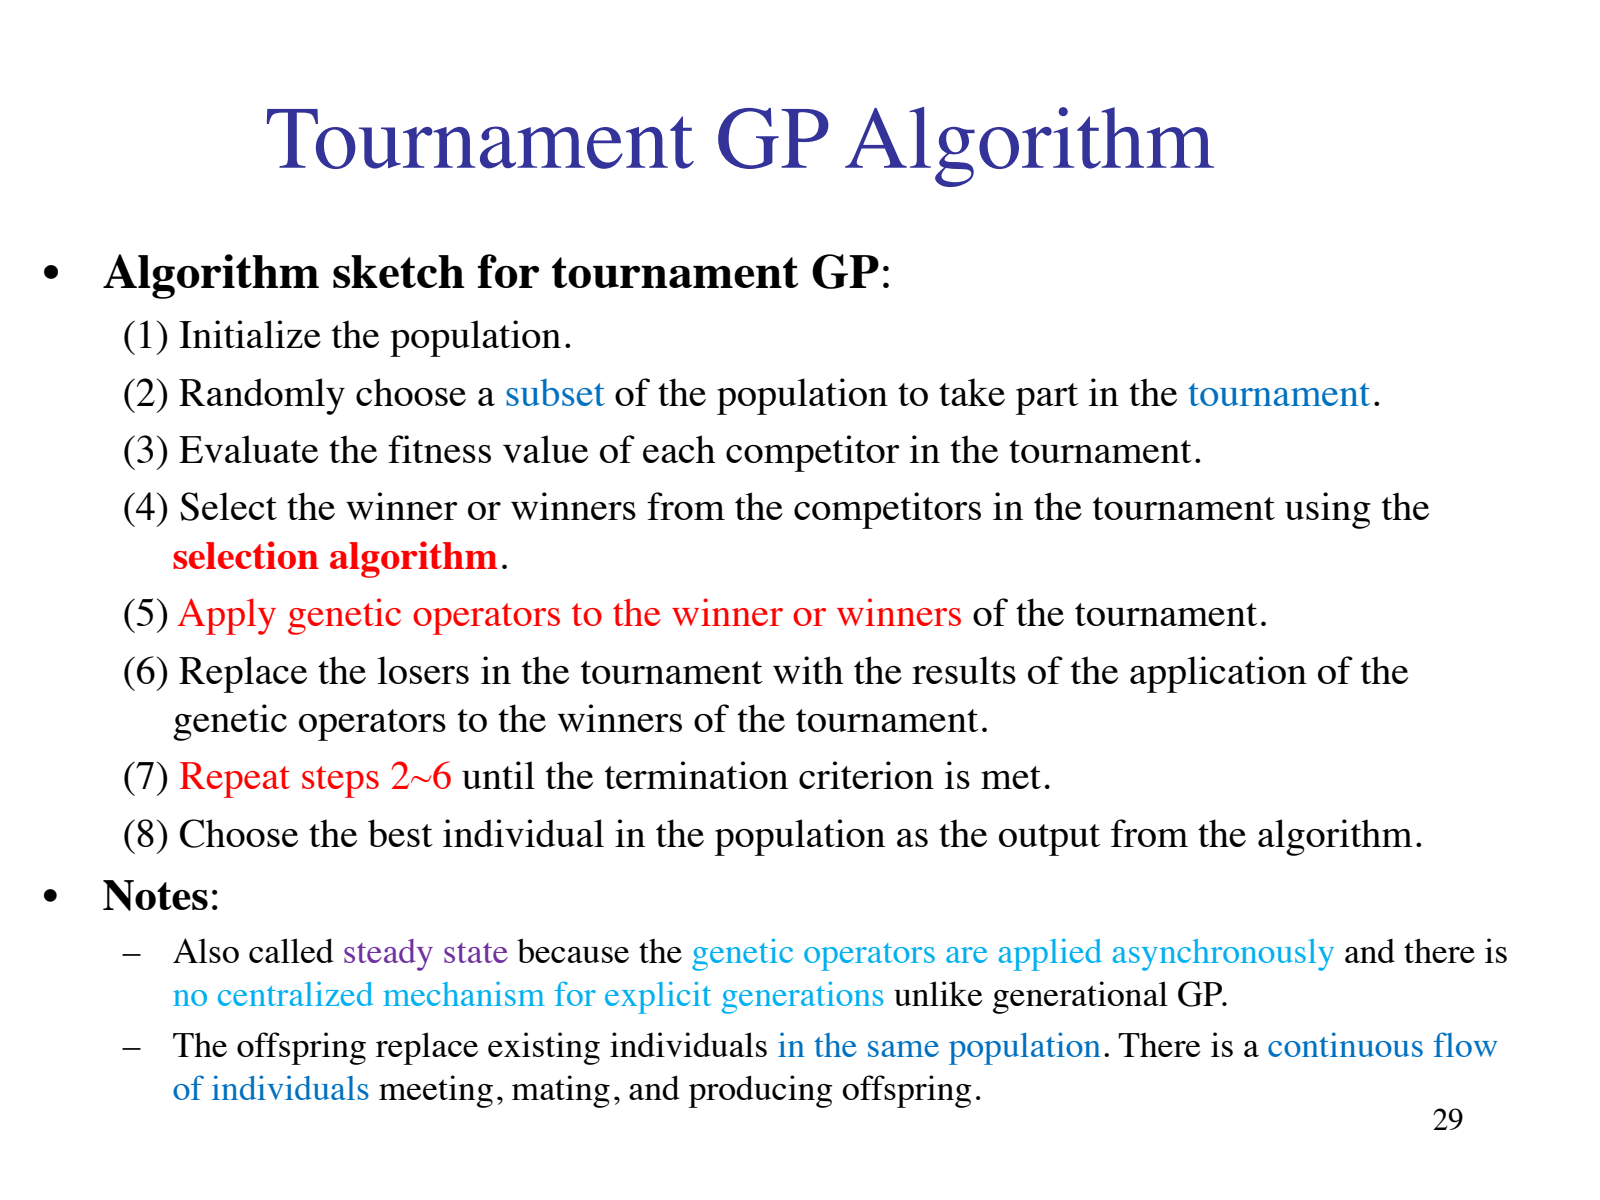 Tournament GP Algorithm
• Algorithm sketch for tournament GP:
(1) Initialize the population.
(2) Randomly choose a subset of the population to take part in the tournament.
(3) Evaluate the fitness value of each competitor in the tournament.
(4) Select the winner or winners from the competitors in the tournament using the
selection algorithm.
(5) Apply genetic operators to the winner or winners of the tournament.
(6) Replace the losers in the tournament with the results of the application of the
genetic operators to the winners of the tournament.
(7) Repeat steps 2~6 until the termination criterion is met.
(8) Choose the best individual in the population as the output from the algorithm.
• Notes:
– Also called steady state because the genetic operators are applied asynchronously and there is
no centralized mechanism for explicit generations unlike generational GP.
– The offspring replace existing individuals in the same population. There is a continuous flow
of individuals meeting, mating, and producing offspring.
29